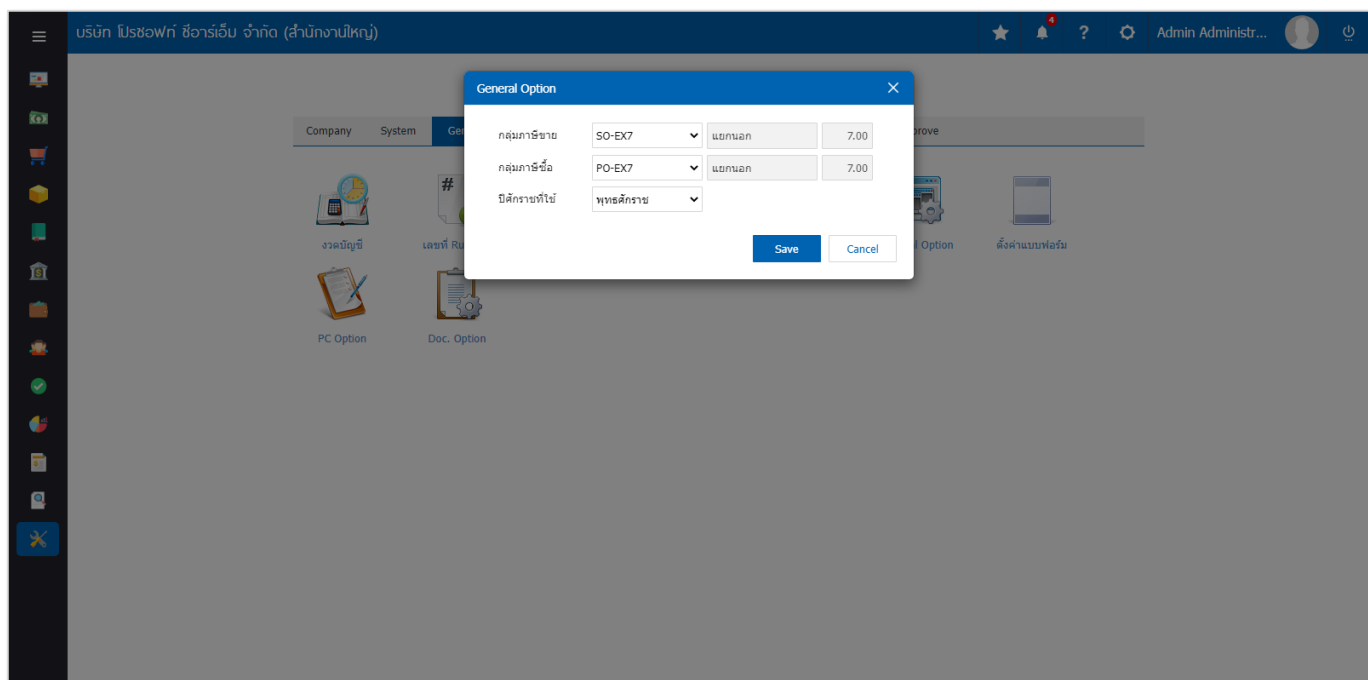 บริษัท โปรซอฟท์ ซีอาร์เอ็ม จำกัด (สำนักงานใหญ่)
4
? Admin Administr...
General Option
Company System Ge prove
กลุ่มภาษีขาย SO-EX7 แยกนอก 7.00
กลุ่มภาษีซื้อ PO-EX7 แยกนอก 7.00
ปีศักราชที่ใช้ พุทธศักราช
#
Save Cancel
งวดบัญชี เลขที่ Ru l Option ตั้งค่าแบบฟอร์ม
PC Option Doc. Option